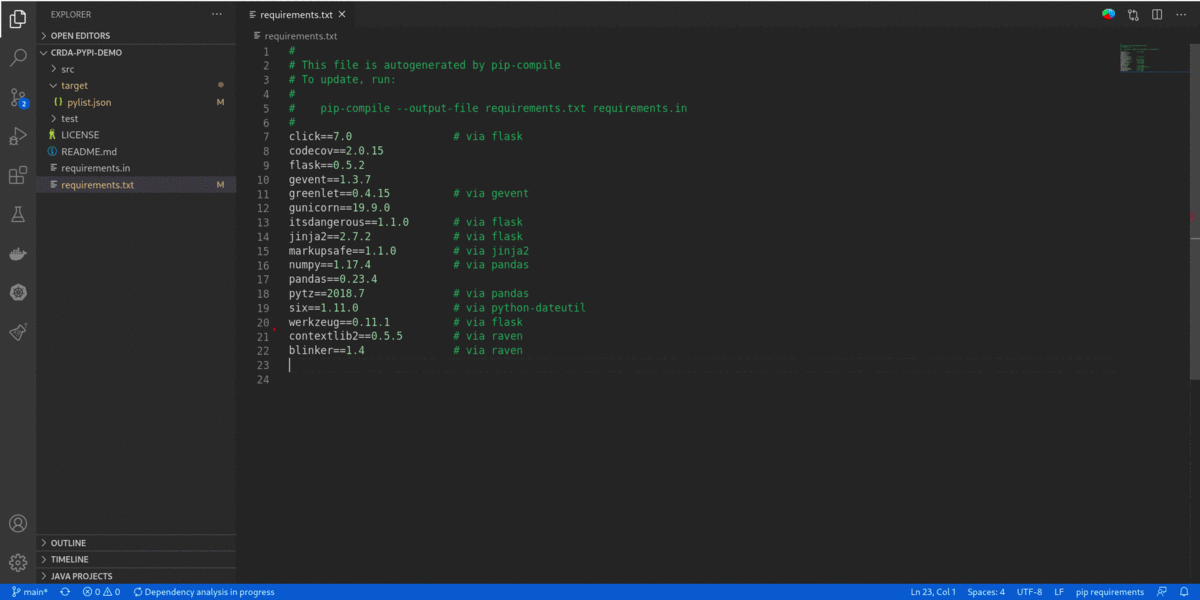 EXPLORER
···
requirements.txt
OPEN EDITORS
CRDA-PYPI-DEMO
src
target
{} pylist.json M
test
LICENSE
README.md
requirements.in
requirements.txt M
OUTLINE
TIMELINE
JAVA PROJECTS
requirements.txt
1 #
2 # This file is autogenerated by pip-compile
3 # To update, run:
4 #
5 #    pip-compile --output-file requirements.txt requirements.in
6 #
7 click==7.0 # via flask
8 codecov==2.0.15
9 flask==0.5.2
10 gevent==1.3.7
11 greenlet==0.4.15 # via gevent
12 gunicorn==19.9.0
13 itsdangerous==1.1.0 # via flask
14 jinja2==2.7.2 # via flask
15 markupsafe==1.1.0 # via jinja2
16 numpy==1.17.4 # via pandas
17 pandas==0.23.4
18 pytz==2018.7 # via pandas
19 six==1.11.0 # via python-dateutil
20 werkzeug==0.11.1 # via flask
21 contextlib2==0.5.5 # via raven
22 blinker==1.4 # via raven
23
24
2
main* 0 0 Dependency analysis in progress Ln 23, Col 1 Spaces: 4 UTF-8 LF pip requirements